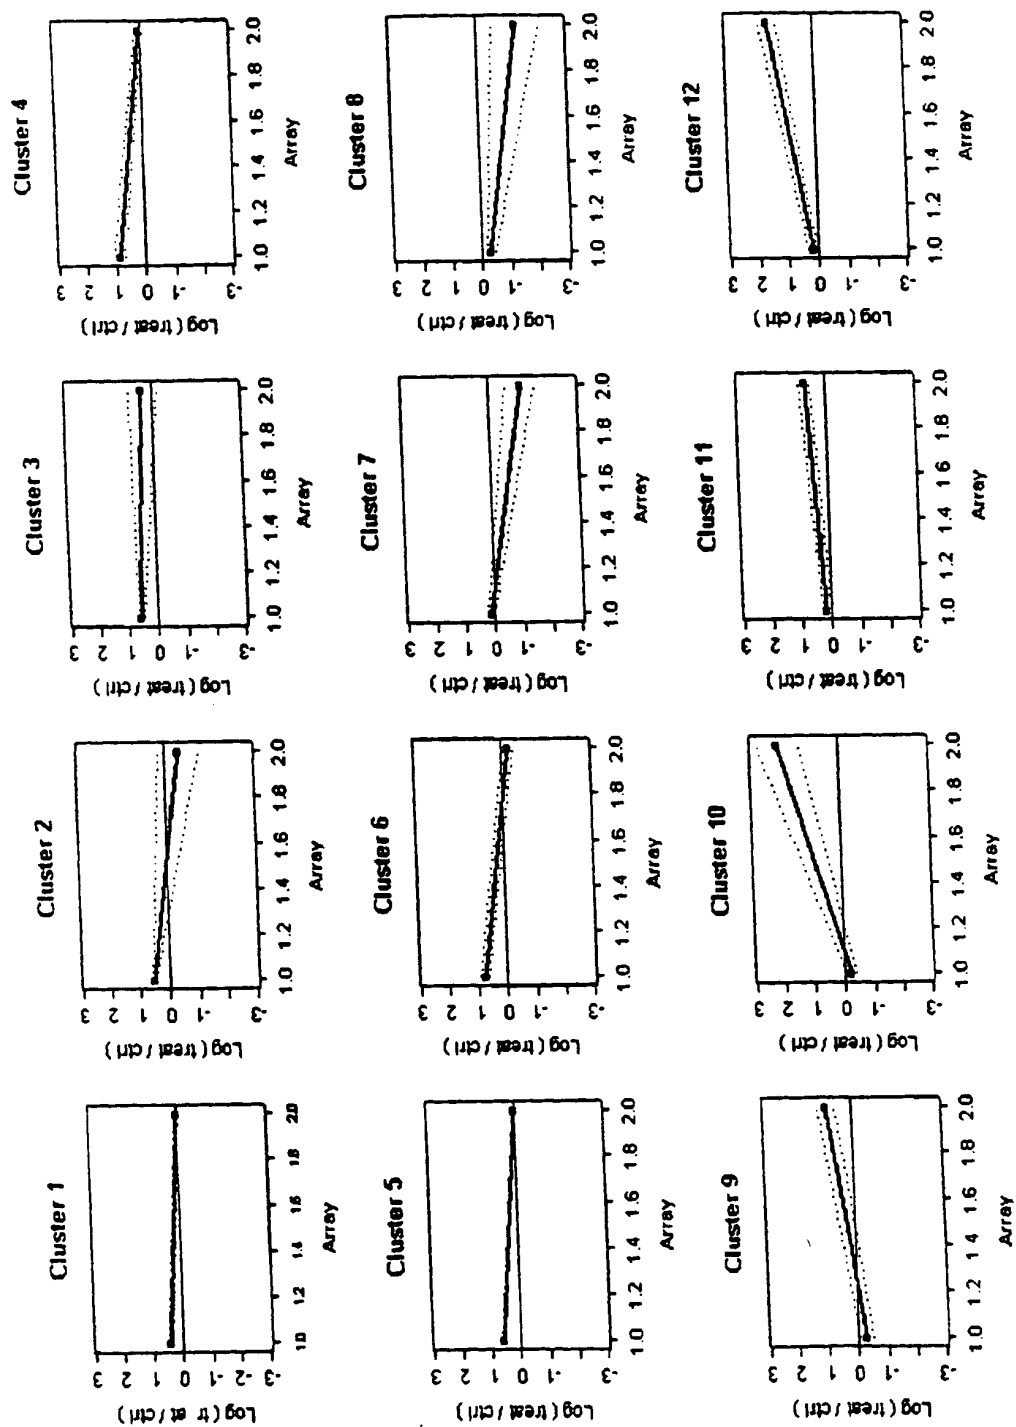 Cluster 1
Log ( tr at / ctrl )
3 2 1 0 -1 -2 -3
1.0 1.2 1.4 1.6 1.8 2.0
Array
Cluster 2
Log ( treat / ctrl )
3 2 1 0 -1 -3
1.0 1.2 1.4 1.6 1.8 2.0
Array
Cluster 3
Log ( treat / ctrl )
3 2 1 0 -1 -3
1.0 1.2 1.4 1.6 1.8 2.0
Array
Cluster 4
Log ( treat / ctrl )
3 2 1 0 -1 -3
1.0 1.2 1.4 1.6 1.8 2.0
Array
Cluster 5
Log ( treat / ctrl )
3 2 1 0 -1 -3
1.0 1.2 1.4 1.6 1.8 2.0
Array
Cluster 6
Log ( treat / ctrl )
3 2 1 0 -1 -3
1.0 1.2 1.4 1.6 1.8 2.0
Array
Cluster 7
Log ( treat / ctrl )
3 2 1 0 -1 -3
1.0 1.2 1.4 1.6 1.8 2.0
Array
Cluster 8
Log ( treat / ctrl )
3 2 1 0 -1 -3
1.0 1.2 1.4 1.6 1.8 2.0
Array
Cluster 9
Log ( treat / ctrl )
3 2 1 0 -1 -3
1.0 1.2 1.4 1.6 1.8 2.0
Array
Cluster 10
Log ( treat / ctrl )
3 2 1 0 -1 -3
1.0 1.2 1.4 1.6 1.8 2.0
Array
Cluster 11
Log ( treat / ctrl )
3 2 1 0 -1 -3
1.0 1.2 1.4 1.6 1.8 2.0
Array
Cluster 12
Log ( treat / ctrl )
3 2 1 0 -1 -3
1.0 1.2 1.4 1.6 1.8 2.0
Array